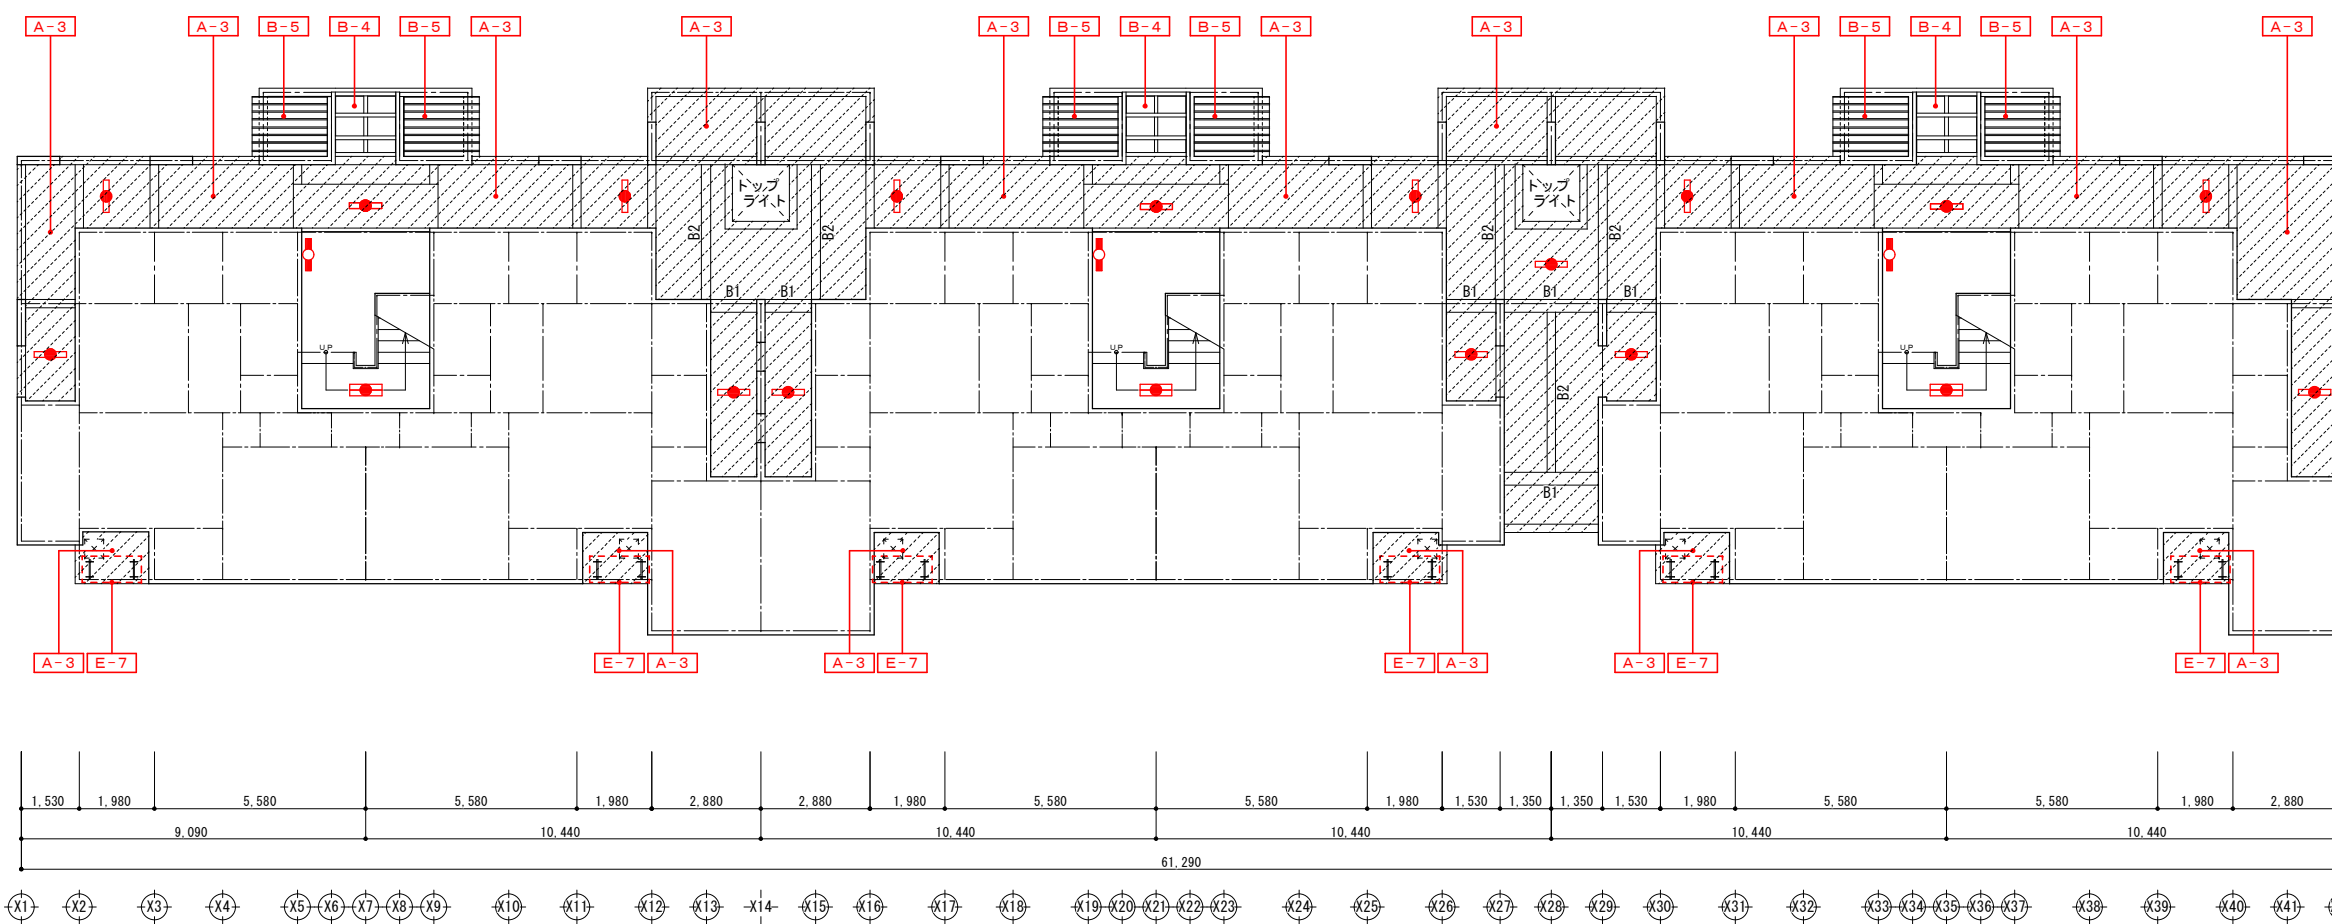 A-3 A-3 B-5 B-4 B-5 A-3 A-3 A-3 B-5 B-4 B-5 A-3 A-3 A-3 B-5 B-4 B-5 A-3 A-3
トップ トップ
ライト ライト
B2 B2 B2 B2
B1 B1 B1 B1 B1
UP UP UP
B2
B1
A-3 E-7 E-7 A-3 A-3 E-7 E-7 A-3 A-3 E-7 E-7 A-3
1,530 1,980 5,580 5,580 1,980 2,880 2,880 1,980 5,580 5,580 1,980 1,530 1,350 1,350 1,530 1,980 5,580 5,580 1,980 2,880
9,090 10,440 10,440 10,440 10,440 10,440
61,290
X1 X2 X3 X4 X5 X6 X7 X8 X9 X10 X11 X12 X13 X14 X15 X16 X17 X18 X19 X20 X21 X22 X23 X24 X25 X26 X27 X28 X29 X30 X31 X32 X33 X34 X35 X36 X37 X38 X39 X40 X41